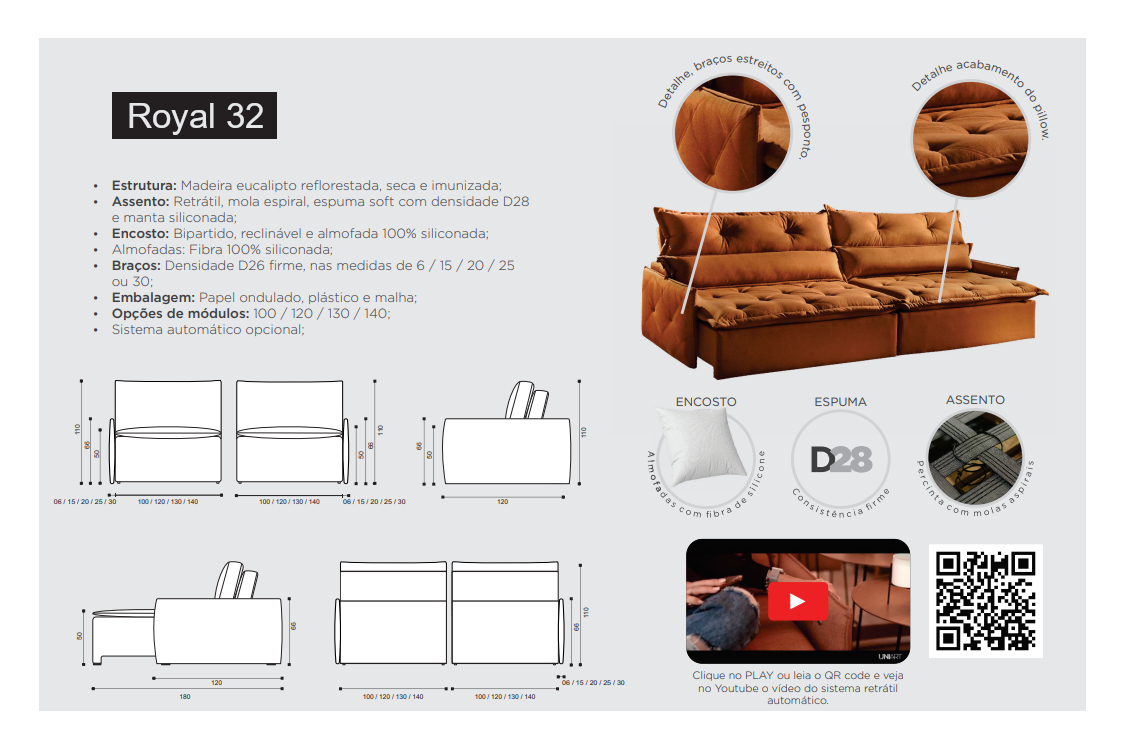 Royal 32
• Estrutura: Madeira eucalipto reflorestada, seca e imunizada;
• Assento: Retrátil, mola espiral, espuma soft com densidade D28
e manta siliconada;
• Encosto: Bipartido, reclinável e almofada 100% siliconada;
• Almofadas: Fibra 100% siliconada;
• Braços: Densidade D26 firme, nas medidas de 6 / 15 / 20 / 25
ou 30;
• Embalagem: Papel ondulado, plástico e malha;
• Opções de módulos: 100 / 120 / 130 / 140;
• Sistema automático opcional;
Detalhe, braços estreitos com pesponto.
Detalhe acabamento do pillow.
ENCOSTO
Almofadas com fibra de silicone
ESPUMA
D28
Consistência firme
ASSENTO
Percinta com molas aspirais
110
66
50
50
66
110
66
50
110
06 / 15 / 20 / 25 / 30
100 / 120 / 130 / 140
100 / 120 / 130 / 140
06 / 15 / 20 / 25 / 30
120
50
66
120
180
66
110
06 / 15 / 20 / 25 / 30
100 / 120 / 130 / 140
100 / 120 / 130 / 140
UNIART
Clique no PLAY ou leia o QR code e veja
no Youtube o vídeo do sistema retrátil
automático.